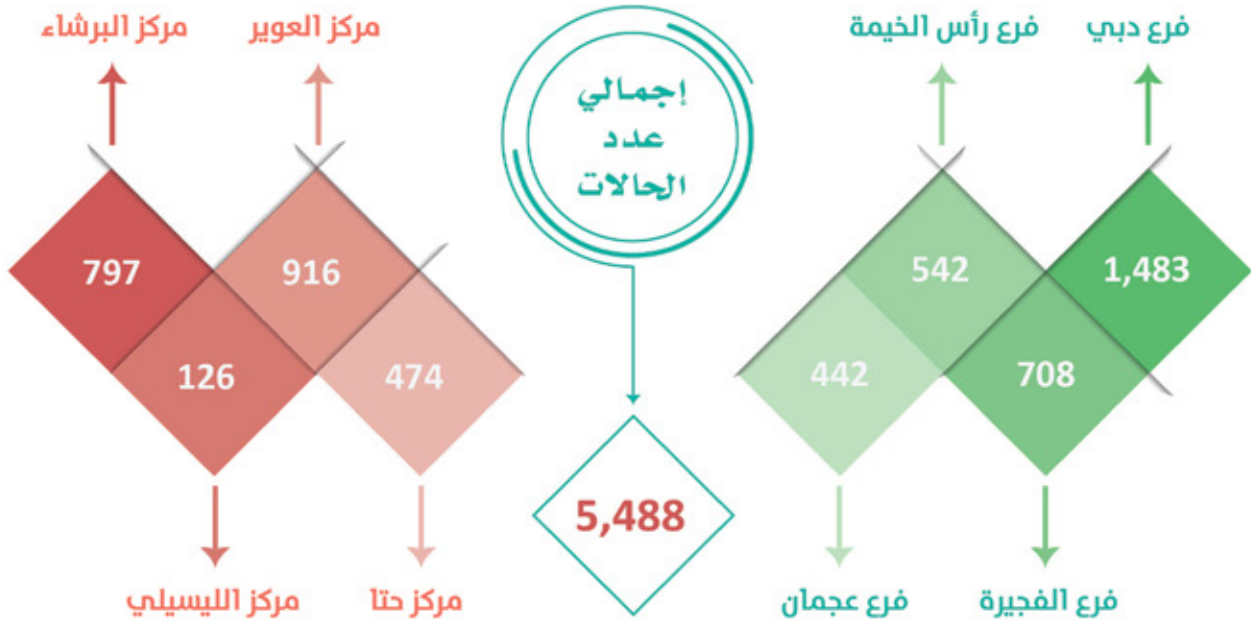 فرع دبي
فرع رأس الخيمة
مركز العوير
مركز البرشاء
إجمالي
عدد
الحالات
1,483
542
916
797
708
442
474
126
5,488
فرع الفجيرة
فرع عجمان
مركز حتا
مركز الليسيلي